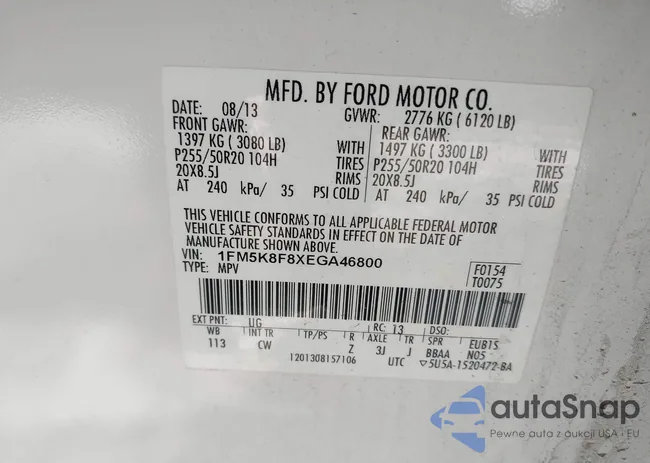 MFD. BY FORD MOTOR CO.
DATE: 08/13 GVWR: 2776 KG ( 6120 LB)
FRONT GAWR: REAR GAWR:
1397 KG ( 3080 LB) WITH 1497 KG ( 3300 LB) WITH
P255/50R20 104H TIRES P255/50R20 104H TIRES
20X8.5J RIMS 20X8.5J RIMS
AT 240 kPa/ 35 PSI COLD AT 240 kPa/ 35 PSI COLD
THIS VEHICLE CONFORMS TO ALL APPLICABLE FEDERAL MOTOR
VEHICLE SAFETY STANDARDS IN EFFECT ON THE DATE OF
MANUFACTURE SHOWN ABOVE.
VIN: 1FM5K8F8XEGA46800 F0154
TYPE: MPV T0075
EXT PNT: UG RC: 13 DSO:
WB INT TR TP/PS R AXLE TR SPR EUB15
113 CW Z 3J J BBAA N05
1201308157106 UTC 5U5A-1520472-BA
autaSnap
Pewne auta z aukcji USA · EU